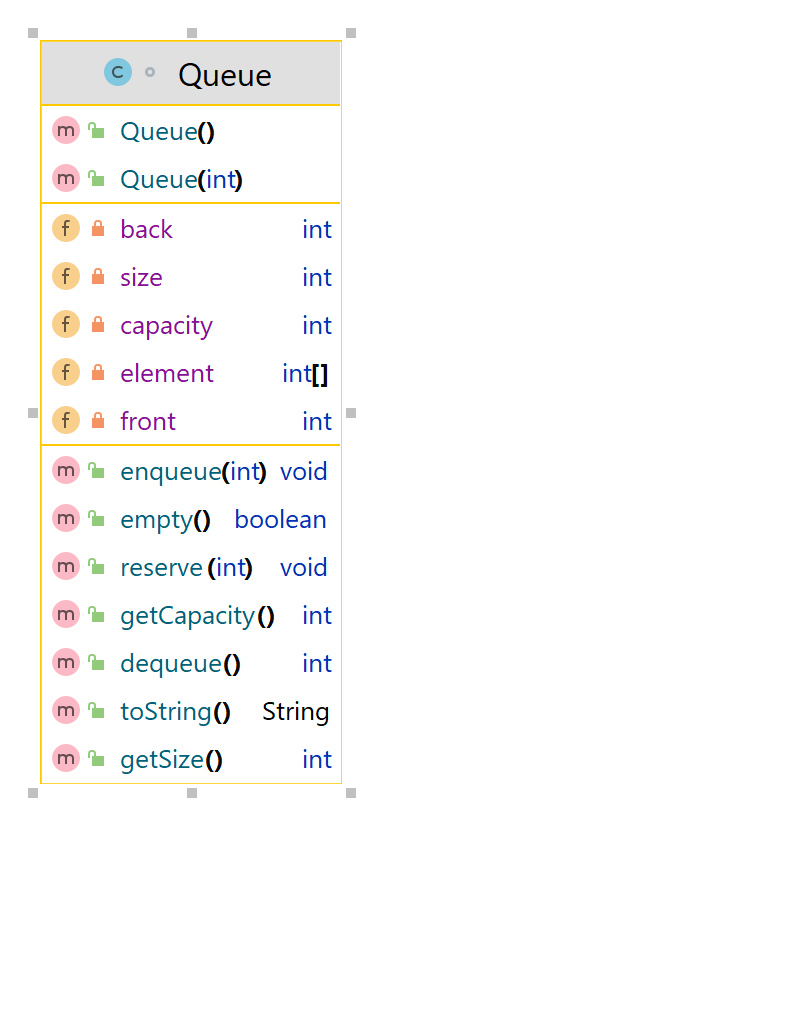 C Queue
m Queue()
m Queue(int)
f back int
f size int
f capacity int
f element int[]
f front int
m enqueue(int) void
m empty() boolean
m reserve(int) void
m getCapacity() int
m dequeue() int
m toString() String
m getSize() int